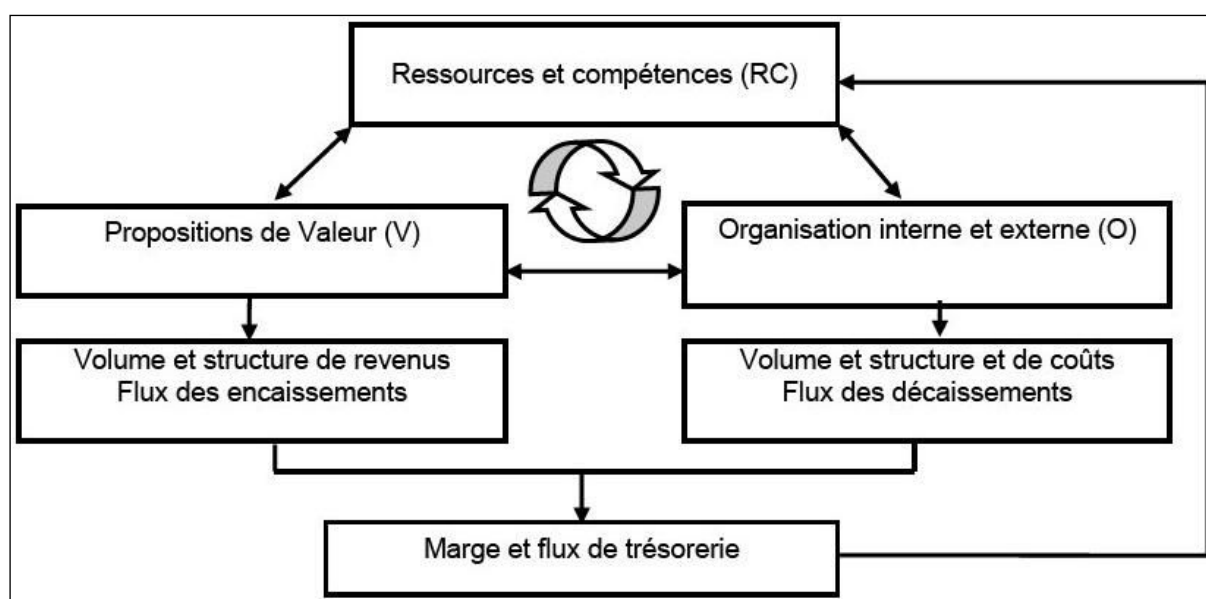 Ressources et compétences (RC)
Propositions de Valeur (V)
Organisation interne et externe (O)
Volume et structure de revenus
Flux des encaissements
Volume et structure et de coûts
Flux des décaissements
Marge et flux de trésorerie